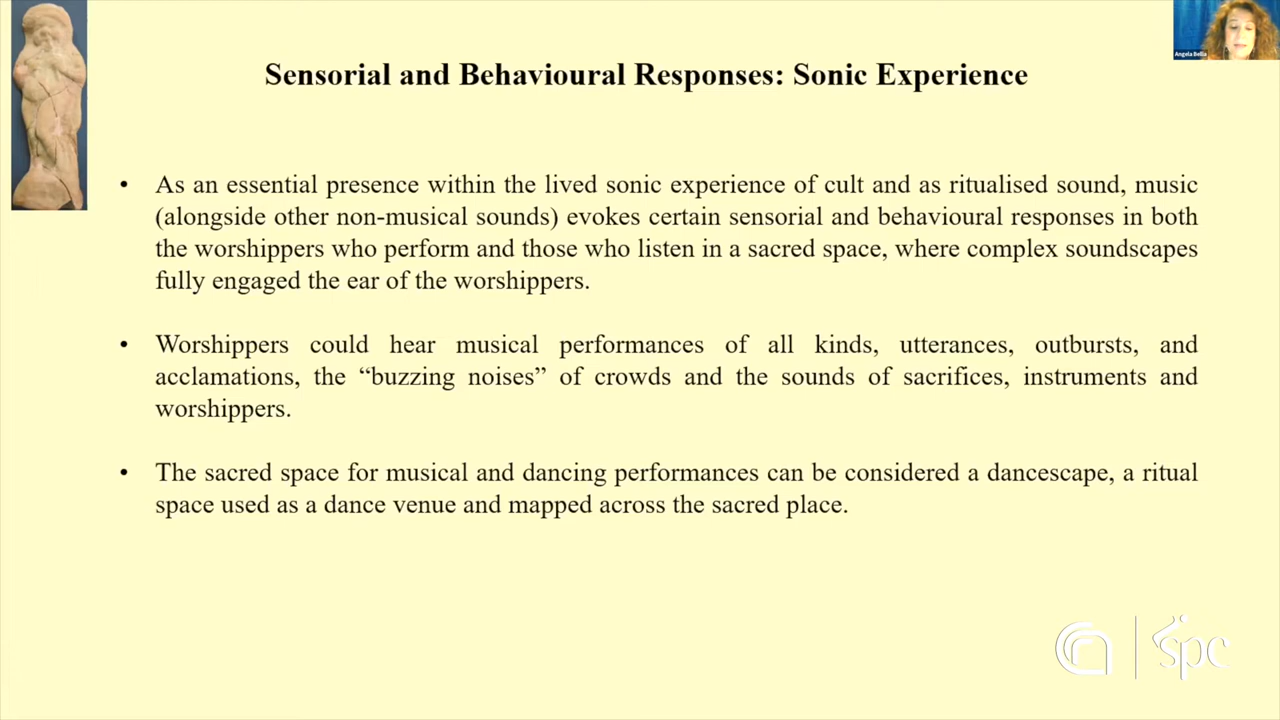 Angela Bellia
Sensorial and Behavioural Responses: Sonic Experience
• As an essential presence within the lived sonic experience of cult and as ritualised sound, music
(alongside other non-musical sounds) evokes certain sensorial and behavioural responses in both
the worshippers who perform and those who listen in a sacred space, where complex soundscapes
fully engaged the ear of the worshippers.
• Worshippers could hear musical performances of all kinds, utterances, outbursts, and
acclamations, the “buzzing noises” of crowds and the sounds of sacrifices, instruments and
worshippers.
• The sacred space for musical and dancing performances can be considered a dancescape, a ritual
space used as a dance venue and mapped across the sacred place.
ispc